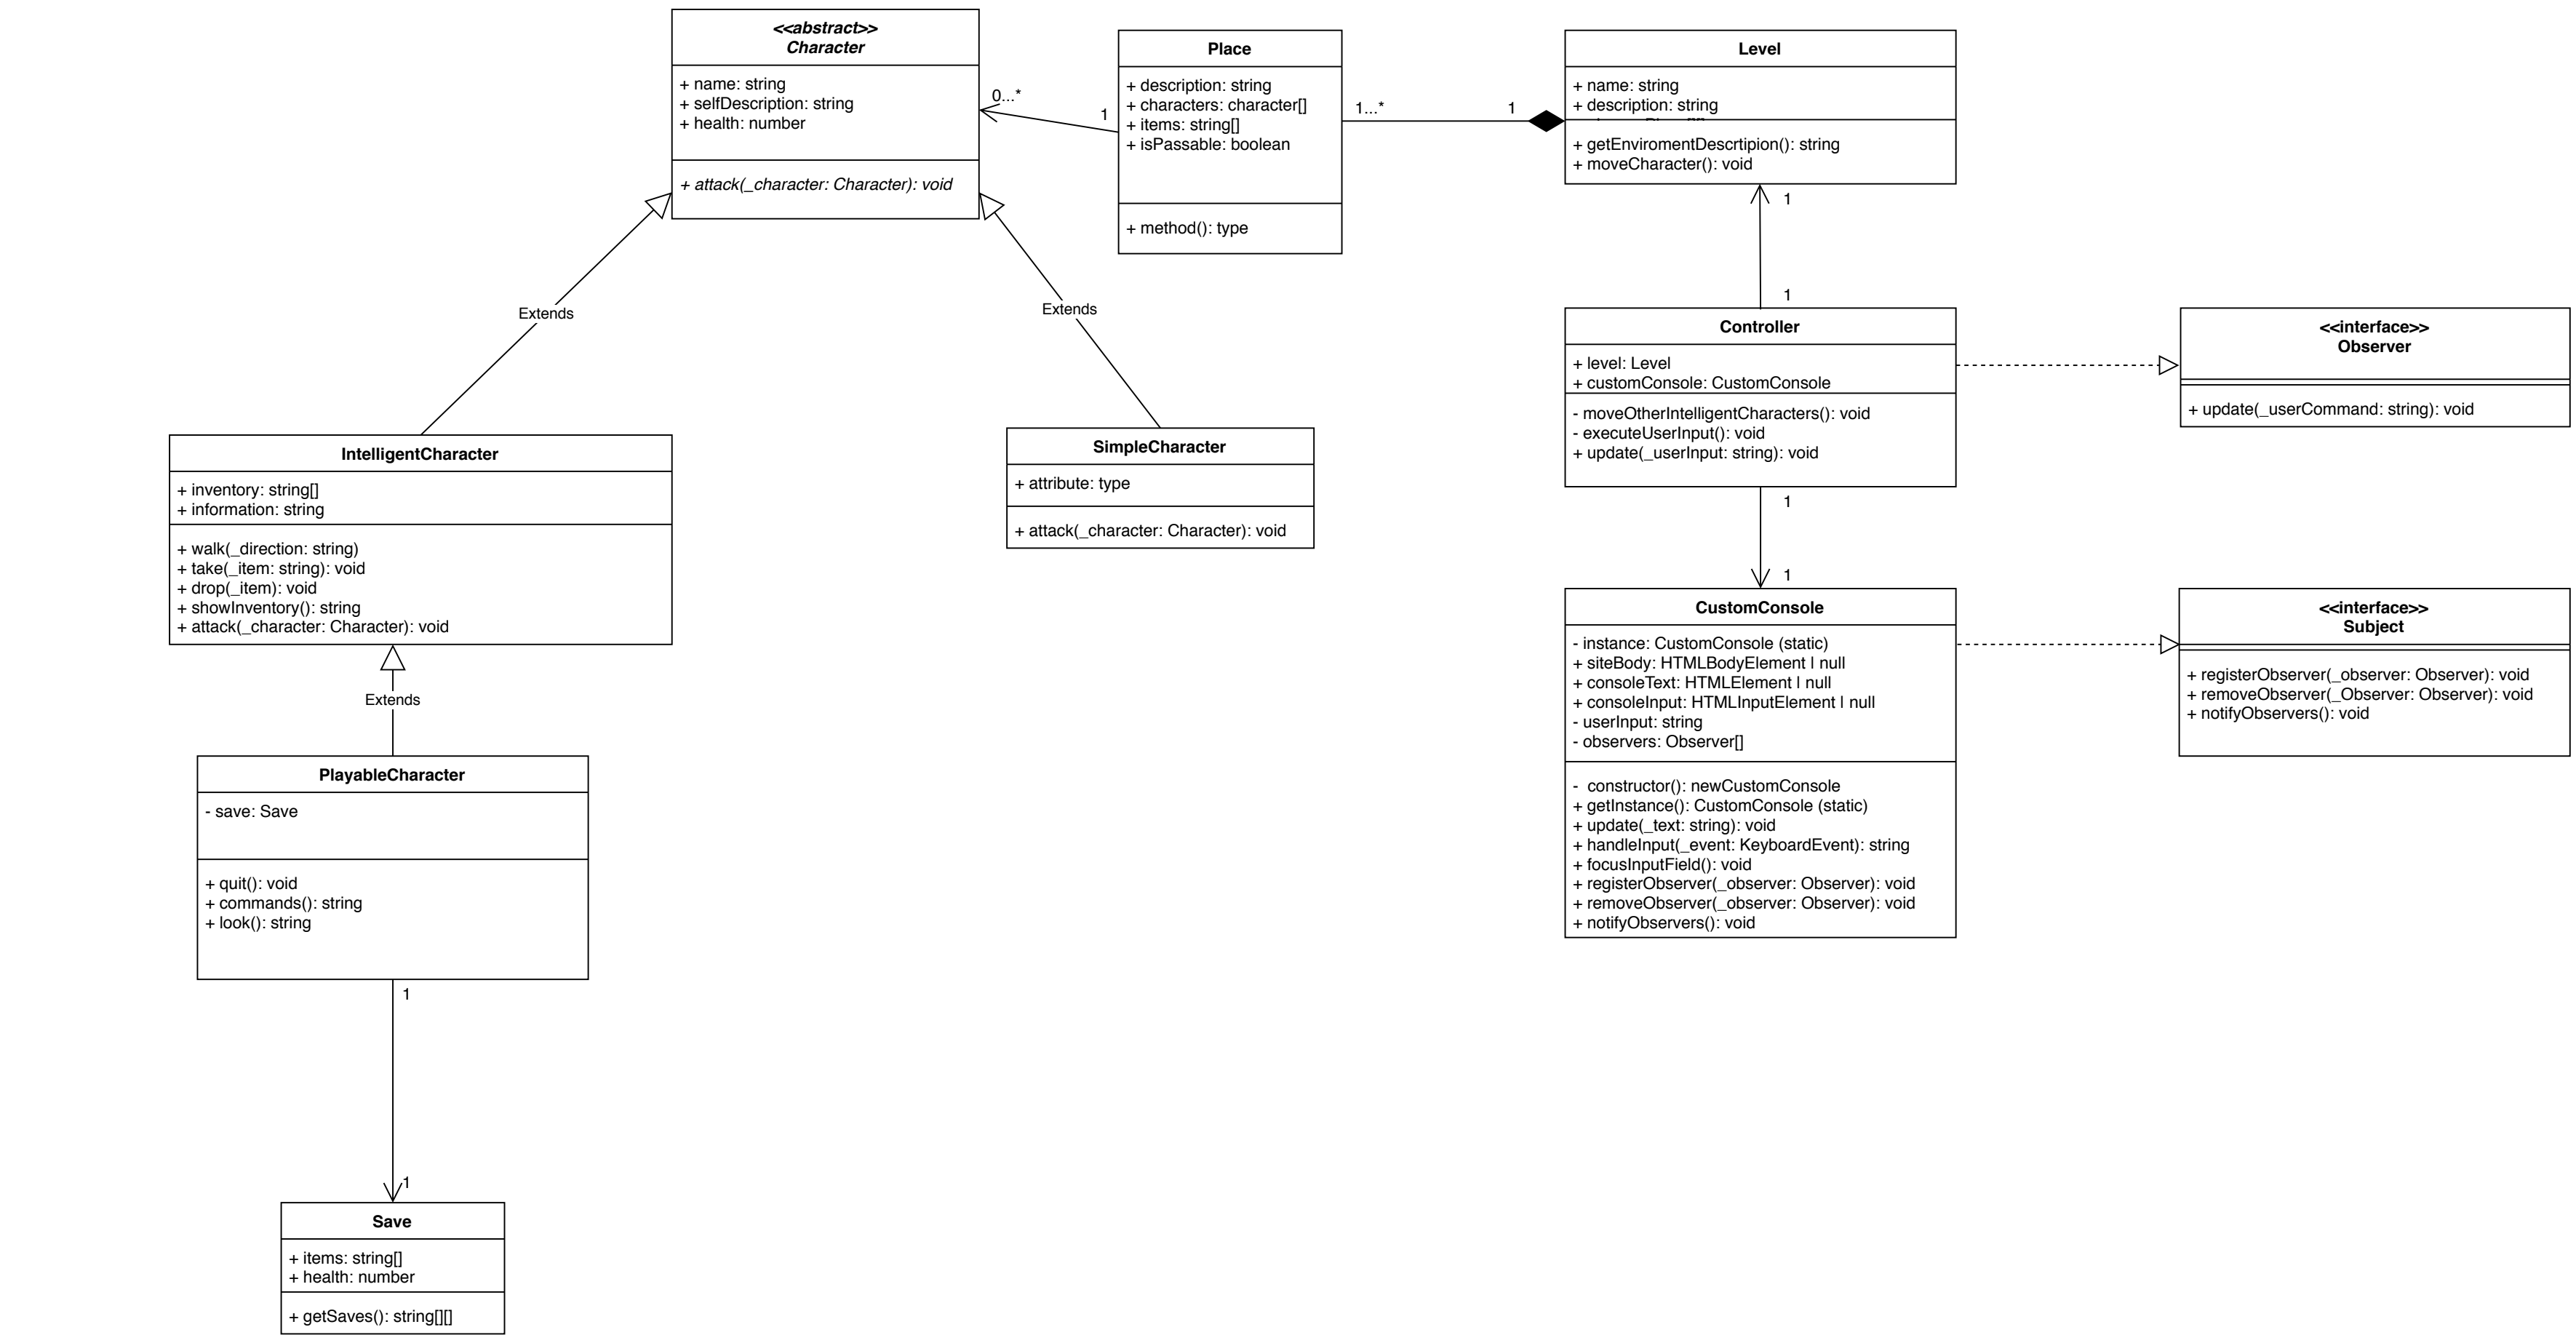 <<abstract>>
Character
+ name: string
+ selfDescription: string
+ health: number
+ attack(_character: Character): void
0...*
1
Place
+ description: string
+ characters: character[]
+ items: string[]
+ isPassable: boolean
+ method(): type
1...*
1
Level
+ name: string
+ description: string
+ getEnviromentDescrtipion(): string
+ moveCharacter(): void
1
1
Extends
Extends
Controller
+ level: Level
+ customConsole: CustomConsole
- moveOtherIntelligentCharacters(): void
- executeUserInput(): void
+ update(_userInput: string): void
<<interface>>
Observer
+ update(_userCommand: string): void
IntelligentCharacter
+ inventory: string[]
+ information: string
+ walk(_direction: string)
+ take(_item: string): void
+ drop(_item): void
+ showInventory(): string
+ attack(_character: Character): void
SimpleCharacter
+ attribute: type
+ attack(_character: Character): void
1
1
CustomConsole
- instance: CustomConsole (static)
+ siteBody: HTMLBodyElement | null
+ consoleText: HTMLElement | null
+ consoleInput: HTMLInputElement | null
- userInput: string
- observers: Observer[]
- constructor(): newCustomConsole
+ getInstance(): CustomConsole (static)
+ update(_text: string): void
+ handleInput(_event: KeyboardEvent): string
+ focusInputField(): void
+ registerObserver(_observer: Observer): void
+ removeObserver(_observer: Observer): void
+ notifyObservers(): void
<<interface>>
Subject
+ registerObserver(_observer: Observer): void
+ removeObserver(_Observer: Observer): void
+ notifyObservers(): void
Extends
PlayableCharacter
- save: Save
+ quit(): void
+ commands(): string
+ look(): string
1
1
Save
+ items: string[]
+ health: number
+ getSaves(): string[][]